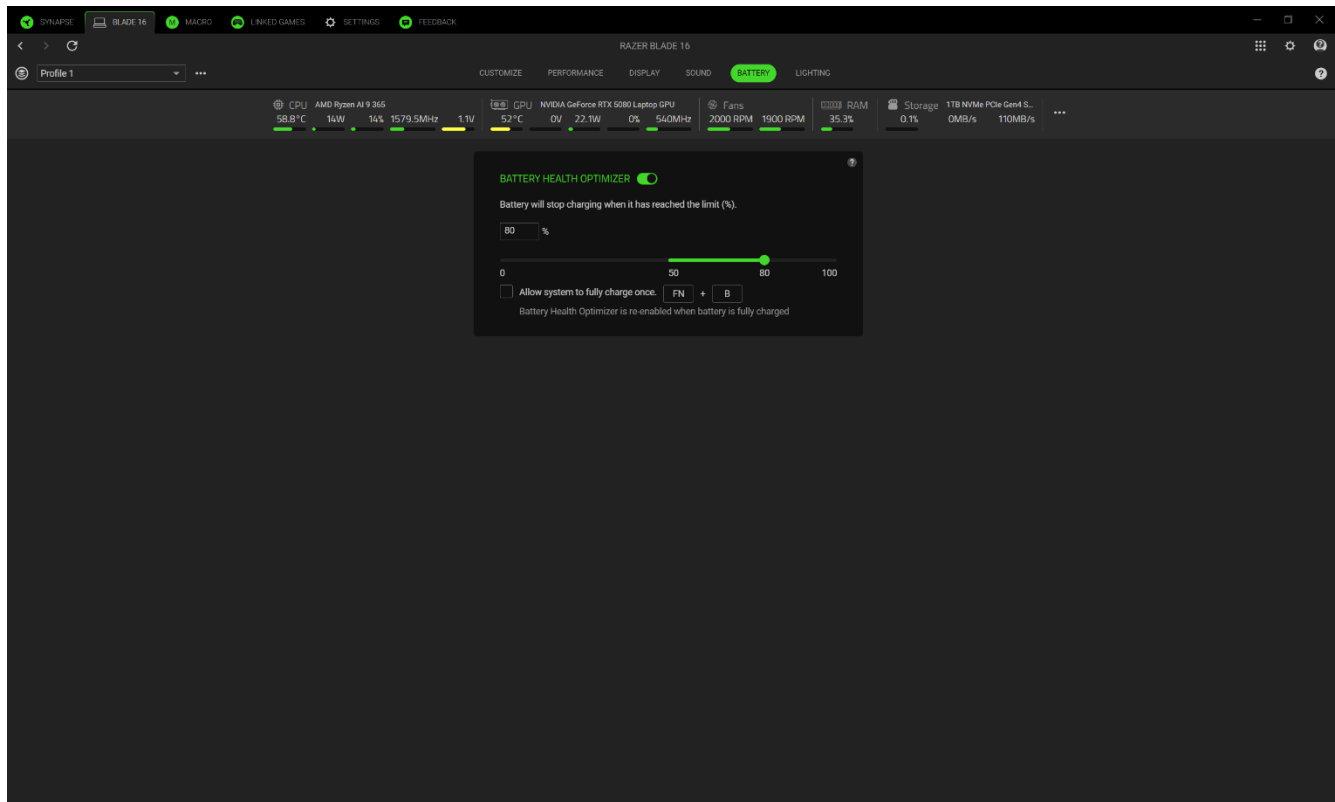 SYNAPSE BLADE 16 MACRO LINKED GAMES SETTINGS FEEDBACK
RAZER BLADE 16
Profile 1 CUSTOMIZE PERFORMANCE DISPLAY SOUND BATTERY LIGHTING
CPU AMD Ryzen AI 9 365 GPU NVIDIA GeForce RTX 5080 Laptop GPU Fans RAM Storage 1TB NVMe PCIe Gen4 S...
58.8°C 14W 14% 1579.5MHz 1.1V 52°C 0V 22.1W 0% 540MHz 2000 RPM 1900 RPM 35.3% 0.1% 0MB/s 110MB/s
BATTERY HEALTH OPTIMIZER
Battery will stop charging when it has reached the limit (%).
80 %
0 50 80 100
Allow system to fully charge once. FN + B
Battery Health Optimizer is re-enabled when battery is fully charged